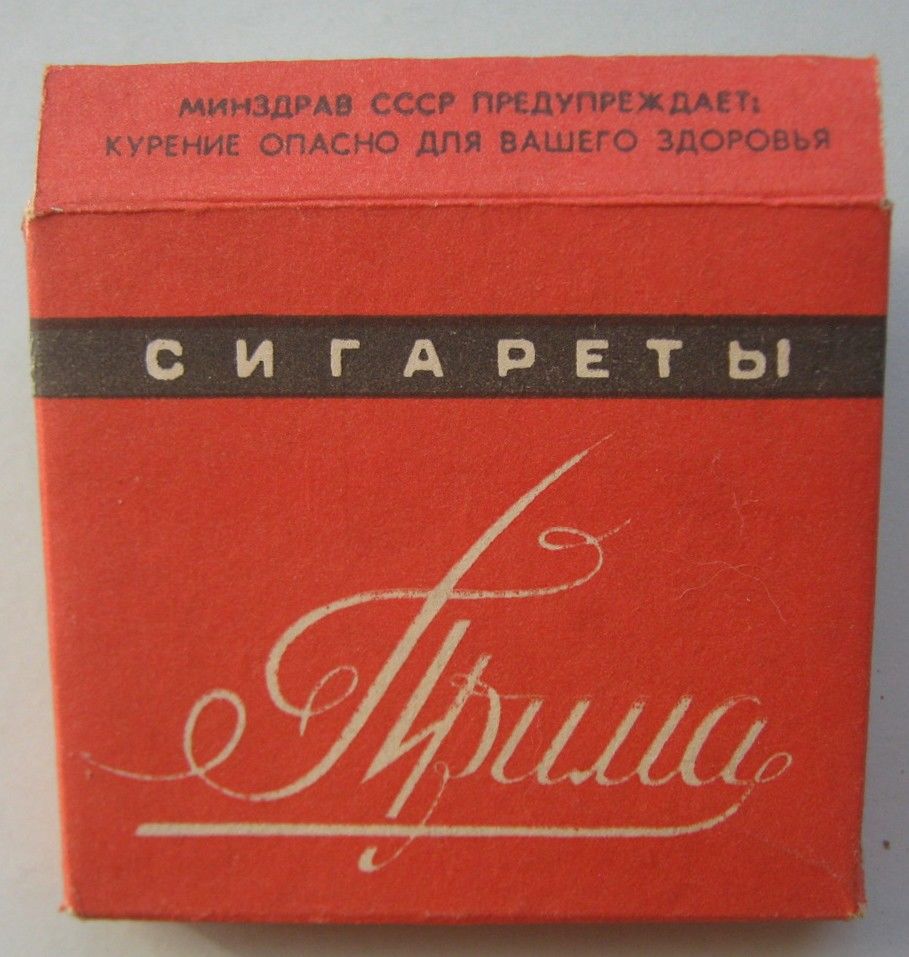 МИНЗДРАВ СССР ПРЕДУПРЕЖДАЕТ:
КУРЕНИЕ ОПАСНО ДЛЯ ВАШЕГО ЗДОРОВЬЯ
СИГАРЕТЫ
Прима